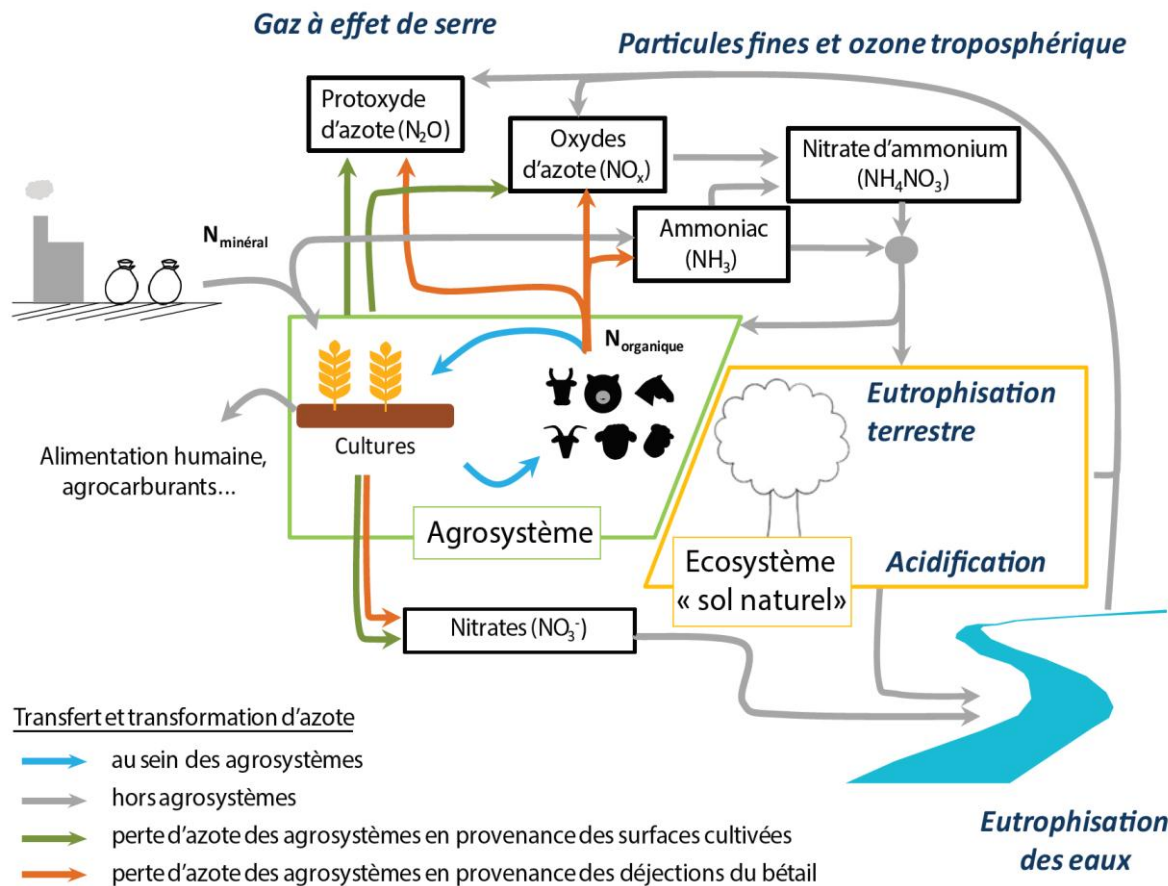 Gaz à effet de serre
Particules fines et ozone troposphérique
Protoxyde
d'azote (N₂O)
Oxydes
d'azote (NOₓ)
Nitrate d'ammonium
(NH₄NO₃)
Nminéral
Ammoniac
(NH₃)
Norganique
Cultures
Eutrophisation
terrestre
Alimentation humaine,
agrocarburants...
Agrosystème
Ecosystème
« sol naturel»
Acidification
Nitrates (NO₃⁻)
Transfert et transformation d'azote
au sein des agrosystèmes
hors agrosystèmes
perte d'azote des agrosystèmes en provenance des surfaces cultivées
perte d'azote des agrosystèmes en provenance des déjections du bétail
Eutrophisation
des eaux